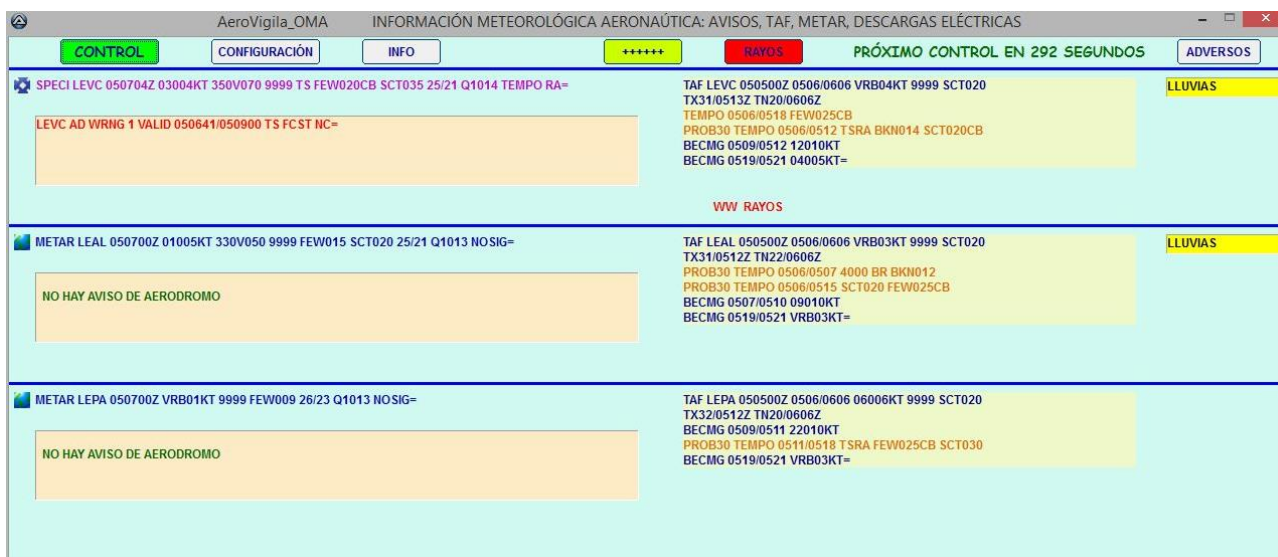 AeroVigila_OMA INFORMACIÓN METEOROLÓGICA AERONAÚTICA: AVISOS, TAF, METAR, DESCARGAS ELÉCTRICAS
CONTROL CONFIGURACIÓN INFO ++++++ RAYOS PRÓXIMO CONTROL EN 292 SEGUNDOS ADVERSOS
SPECI LEVC 050704Z 03004KT 350V070 9999 TS FEW020CB SCT035 25/21 Q1014 TEMPO RA=
LEVC AD WRNG 1 VALID 050641/050900 TS FCST NC=
TAF LEVC 050500Z 0506/0606 VRB04KT 9999 SCT020
TX31/0513Z TN20/0606Z
TEMPO 0506/0518 FEW025CB
PROB30 TEMPO 0506/0512 TSRA BKN014 SCT020CB
BECMG 0509/0512 12010KT
BECMG 0519/0521 04005KT=
LLUVIAS
WW RAYOS
METAR LEAL 050700Z 01005KT 330V050 9999 FEW015 SCT020 25/21 Q1013 NOSIG=
NO HAY AVISO DE AERODROMO
TAF LEAL 050500Z 0506/0606 VRB03KT 9999 SCT020
TX31/0512Z TN22/0606Z
PROB30 TEMPO 0506/0507 4000 BR BKN012
PROB30 TEMPO 0506/0515 SCT020 FEW025CB
BECMG 0507/0510 09010KT
BECMG 0519/0521 VRB03KT=
LLUVIAS
METAR LEPA 050700Z VRB01KT 9999 FEW009 26/23 Q1013 NOSIG=
NO HAY AVISO DE AERODROMO
TAF LEPA 050500Z 0506/0606 06006KT 9999 SCT020
TX32/0512Z TN20/0606Z
BECMG 0509/0511 22010KT
PROB30 TEMPO 0511/0518 TSRA FEW025CB SCT030
BECMG 0519/0521 VRB03KT=